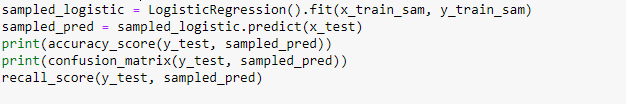 sampled_logistic = LogisticRegression().fit(x_train_sam, y_train_sam)
sampled_pred = sampled_logistic.predict(x_test)
print(accuracy_score(y_test, sampled_pred))
print(confusion_matrix(y_test, sampled_pred))
recall_score(y_test, sampled_pred)